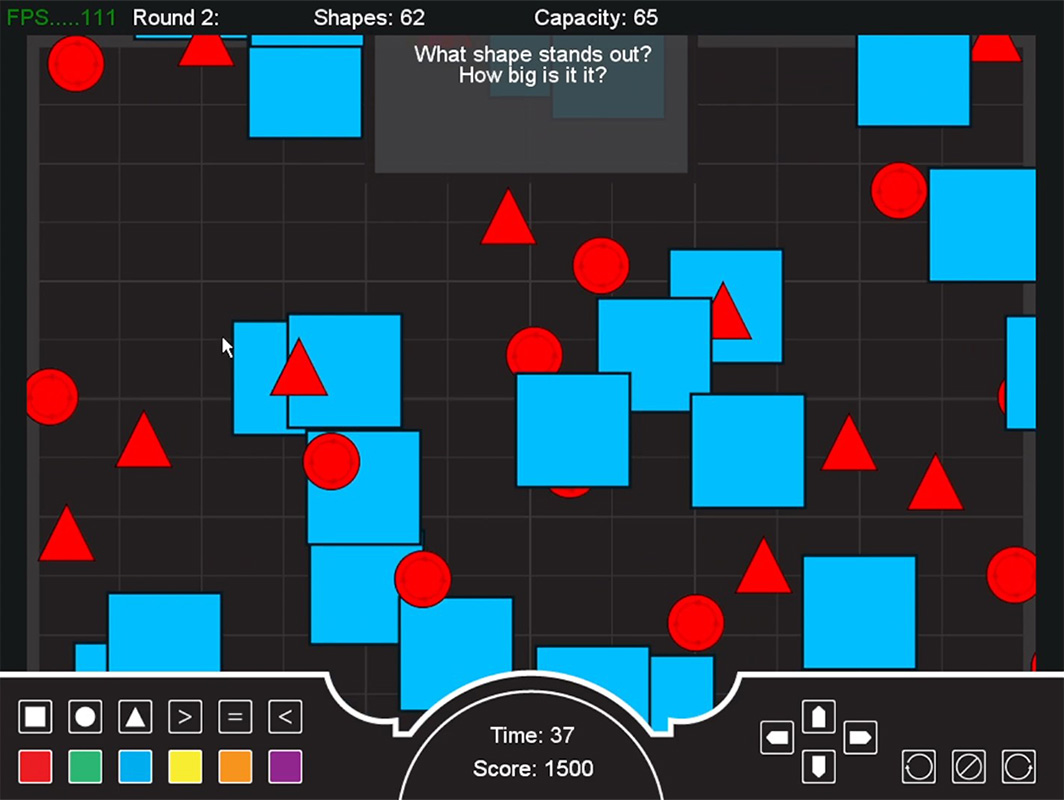 FPS.....111 Round 2: Shapes: 62 Capacity: 65
What shape stands out?
How big is it it?
> = <
Time: 37
Score: 1500